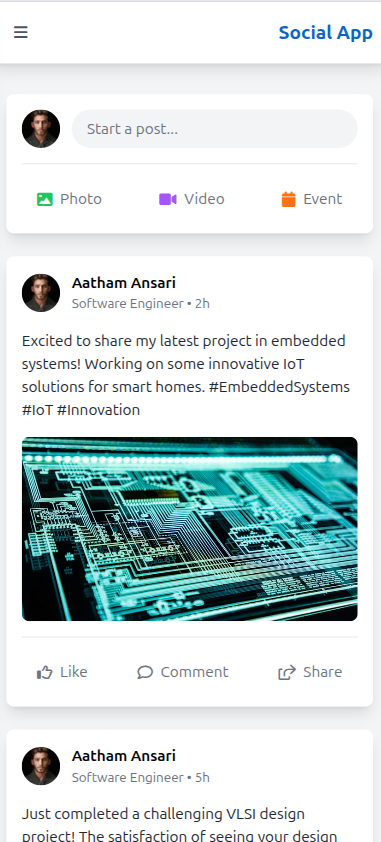 Social App
Start a post...
Photo
Video
Event
Aatham Ansari
Software Engineer • 2h
Excited to share my latest project in embedded
systems! Working on some innovative IoT
solutions for smart homes. #EmbeddedSystems
#IoT #Innovation
Like
Comment
Share
Aatham Ansari
Software Engineer • 5h
Just completed a challenging VLSI design
project! The satisfaction of seeing your design